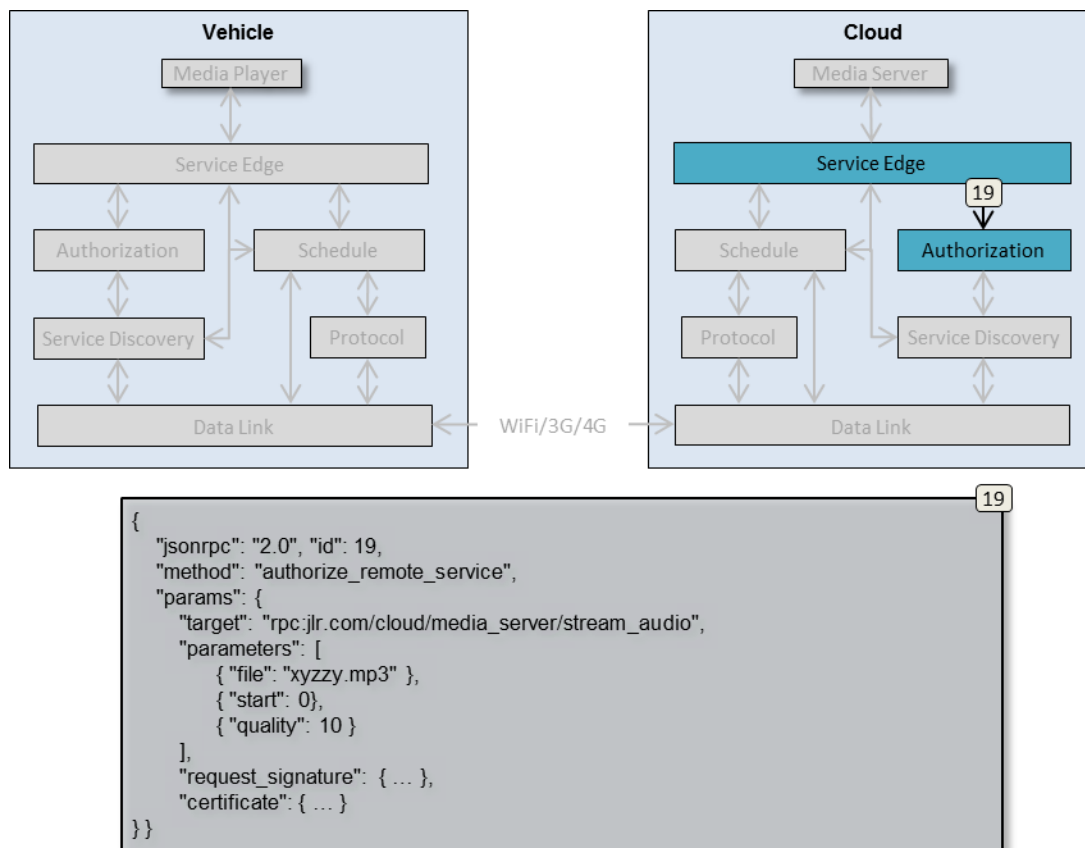 Vehicle
Media Player
Service Edge
Authorization
Schedule
Service Discovery
Protocol
Data Link
WiFi/3G/4G
Cloud
Media Server
Service Edge
19
Schedule
Authorization
Protocol
Service Discovery
Data Link
19
{
"jsonrpc": "2.0", "id": 19,
"method": "authorize_remote_service",
"params": {
"target": "rpc:jlr.com/cloud/media_server/stream_audio",
"parameters": [
{ "file": "xyzzy.mp3" },
{ "start": 0},
{ "quality": 10 }
],
"request_signature": { ... },
"certificate": { ... }
} }